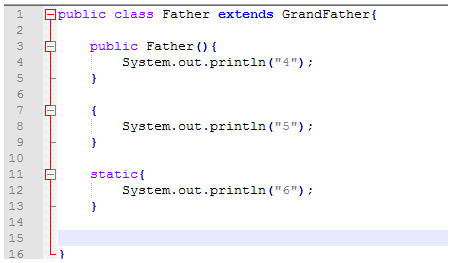 1 public class Father extends GrandFather{
2
3     public Father(){
4         System.out.println("4");
5     }
6
7     {
8         System.out.println("5");
9     }
10
11     static{
12         System.out.println("6");
13     }
14
15
16 }